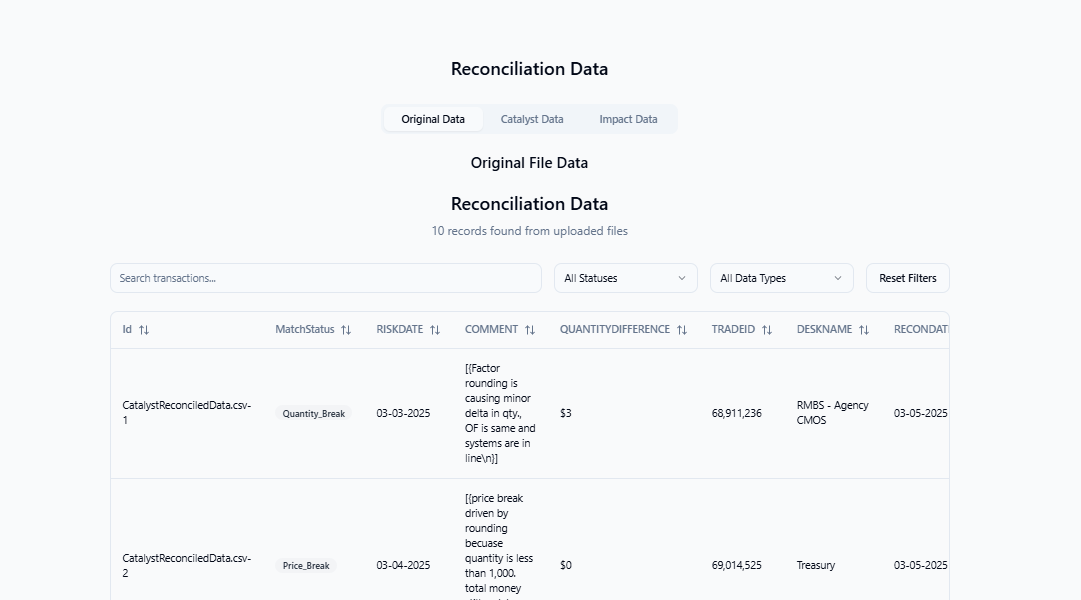 Reconciliation Data
Original Data Catalyst Data Impact Data
Original File Data
Reconciliation Data
10 records found from uploaded files
Search transactions... All Statuses All Data Types Reset Filters
Id MatchStatus RISKDATE COMMENT QUANTITYDIFFERENCE TRADEID DESKNAME
CatalystReconciledData.csv-
1
Quantity_Break
03-03-2025
[{Factor
rounding is
causing minor
delta in qty.,
OF is same and
systems are in
line\n}]
$3
68,911,236
RMBS - Agency
CMOS
03-05-2025
CatalystReconciledData.csv-
2
Price_Break
03-04-2025
[{price break
driven by
rounding
becuase
quantity is less
than 1,000.
total money
$0
69,014,525
Treasury
03-05-2025